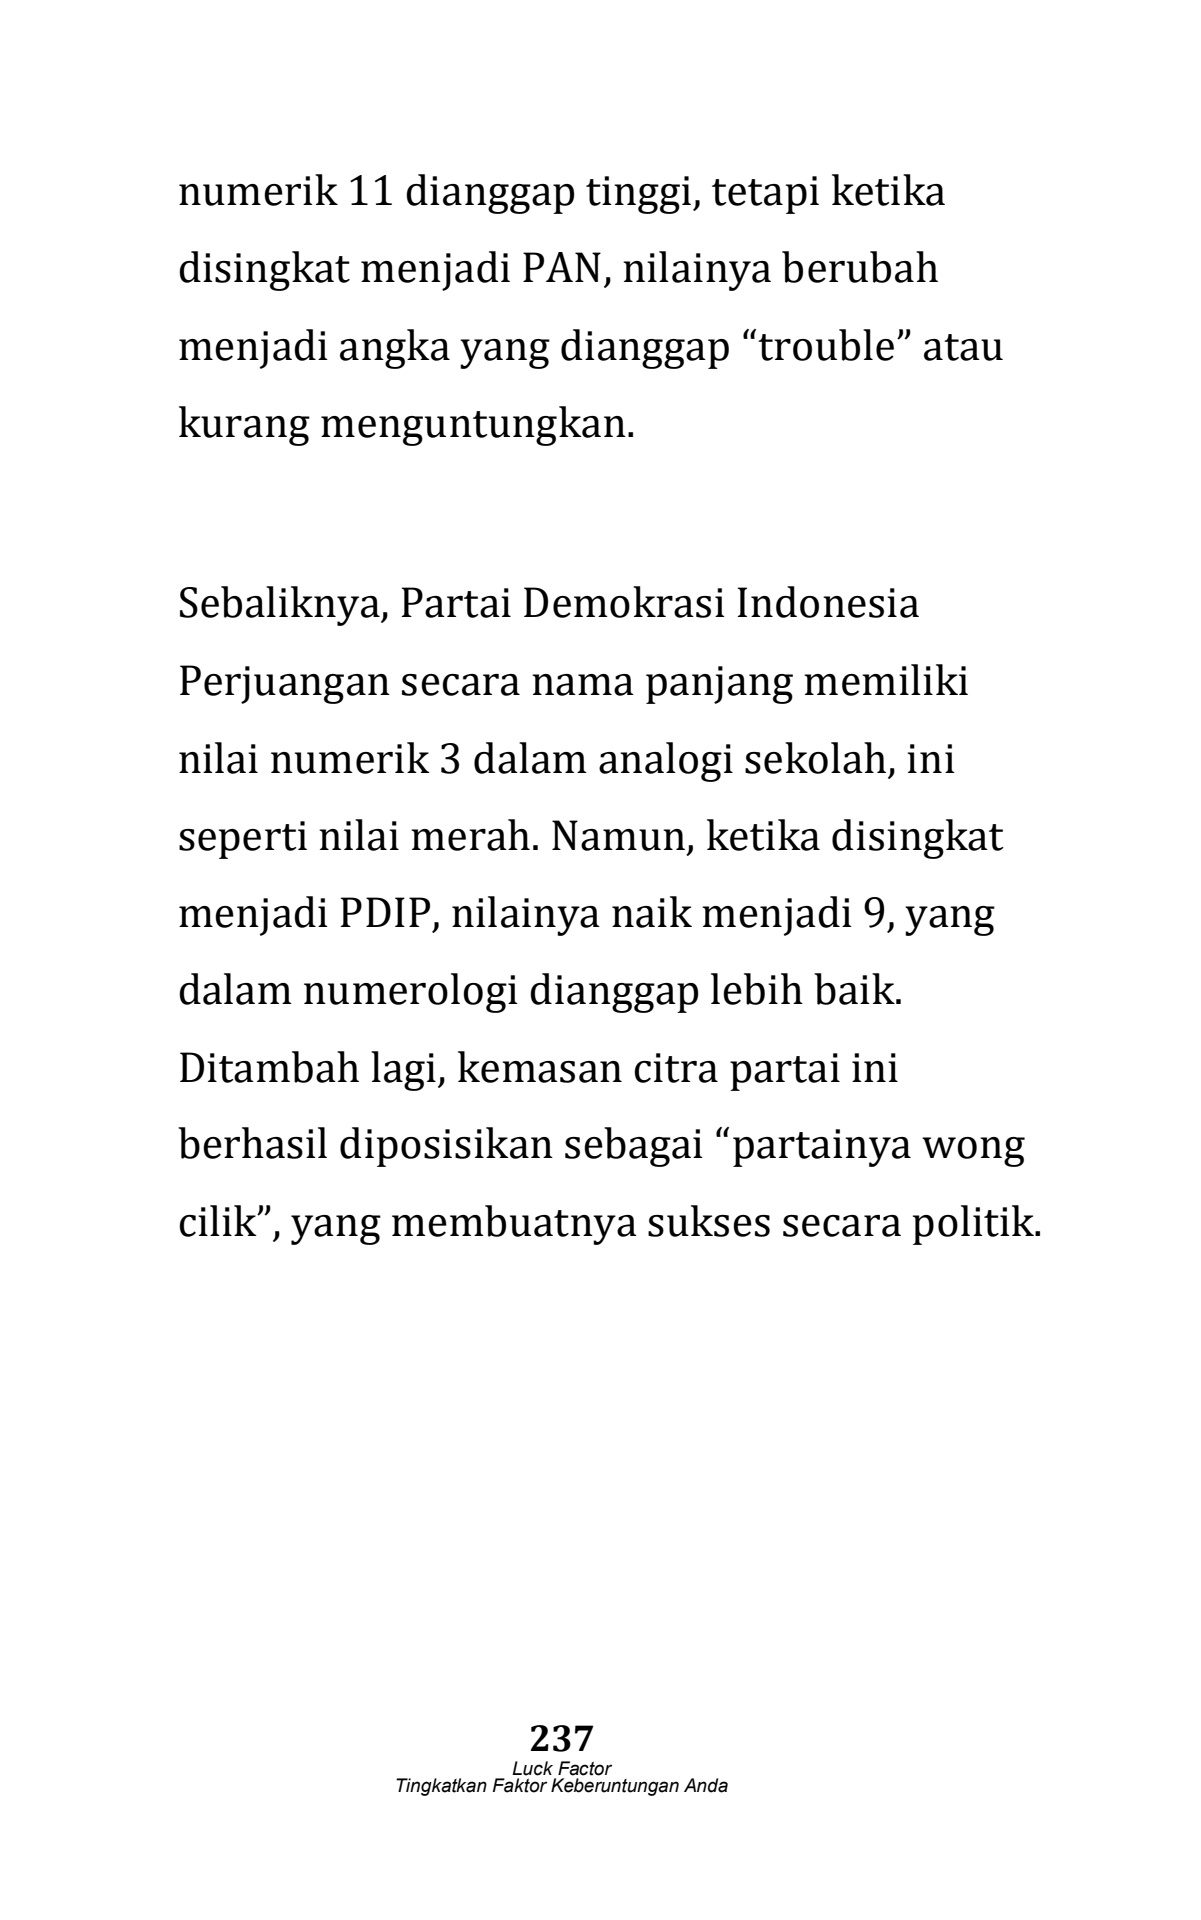 numerik 11 dianggap tinggi, tetapi ketika
disingkat menjadi PAN, nilainya berubah
menjadi angka yang dianggap “trouble” atau
kurang menguntungkan.
Sebaliknya, Partai Demokrasi Indonesia
Perjuangan secara nama panjang memiliki
nilai numerik 3 dalam analogi sekolah, ini
seperti nilai merah. Namun, ketika disingkat
menjadi PDIP, nilainya naik menjadi 9, yang
dalam numerologi dianggap lebih baik.
Ditambah lagi, kemasan citra partai ini
berhasil diposisikan sebagai “partainya wong
cilik”, yang membuatnya sukses secara politik.
237
Luck Factor
Tingkatkan Faktor Keberuntungan Anda